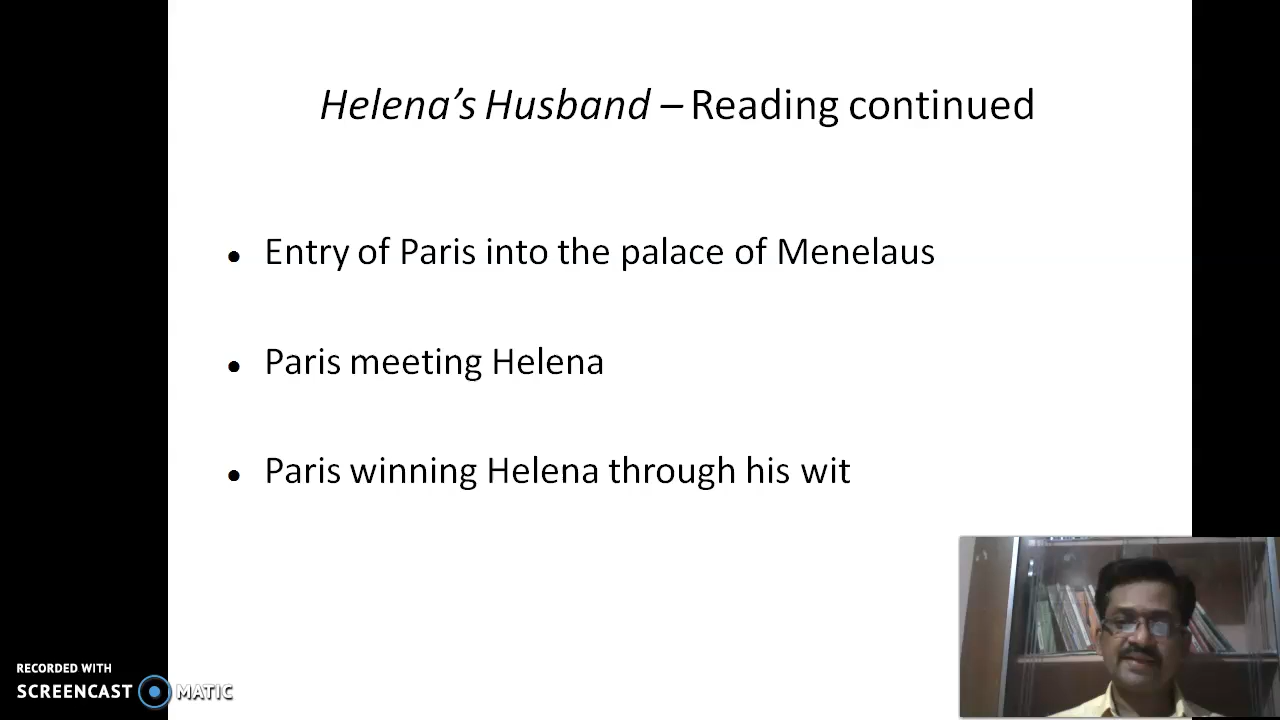 Helena's Husband – Reading continued
• Entry of Paris into the palace of Menelaus
• Paris meeting Helena
• Paris winning Helena through his wit
RECORDED WITH
SCREENCAST MATIC